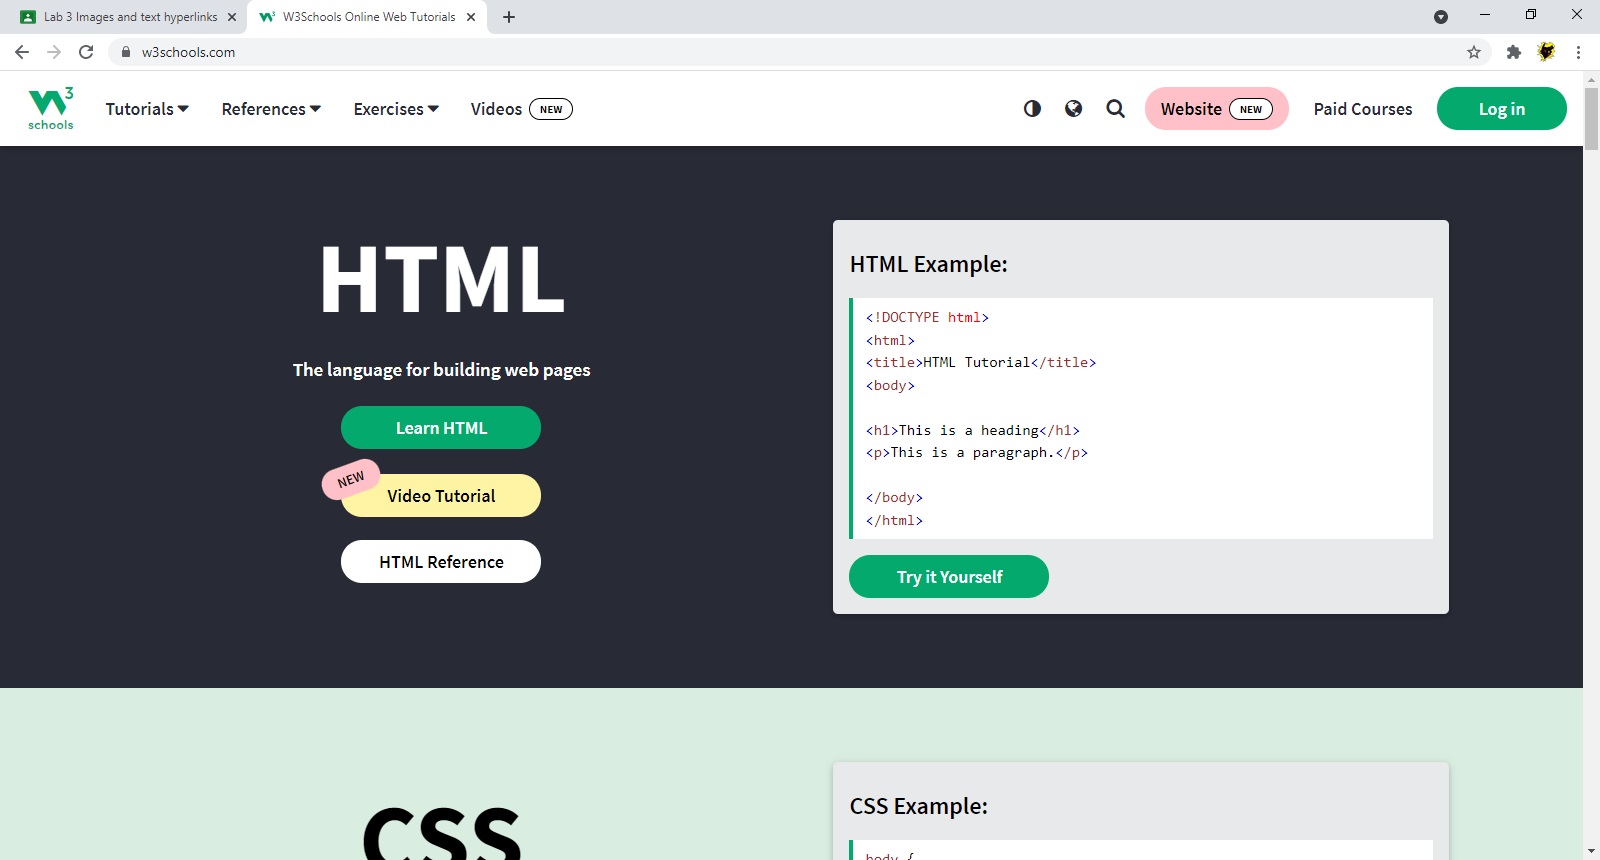 Lab 3 Images and text hyperlinks
W3Schools Online Web Tutorials
w3schools.com
W3 schools
Tutorials References Exercises Videos NEW
Website NEW Paid Courses Log in
HTML
The language for building web pages
Learn HTML
NEW
Video Tutorial
HTML Reference
HTML Example:
<!DOCTYPE html>
<html>
<title>HTML Tutorial</title>
<body>
<h1>This is a heading</h1>
<p>This is a paragraph.</p>
</body>
</html>
Try it Yourself
CSS
CSS Example:
body {